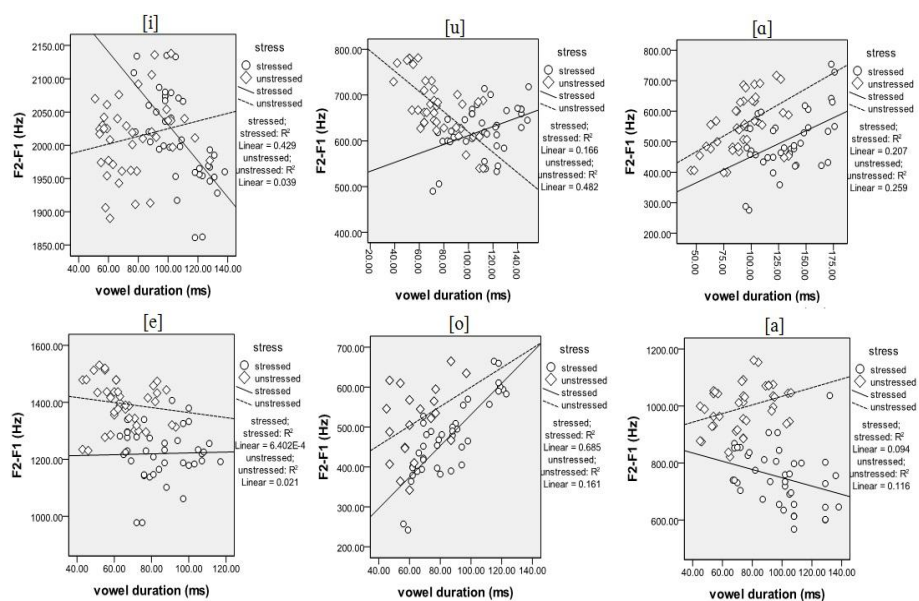 [i]
F2-F1 (Hz)
2150.00
2100.00
2050.00
2000.00
1950.00
1900.00
1850.00
40.00 60.00 80.00 100.00 120.00 140.00
vowel duration (ms)
stress
stressed
unstressed
stressed
unstressed
stressed;
stressed: R²
Linear = 0.429
unstressed;
unstressed: R²
Linear = 0.039
[u]
F2-F1 (Hz)
800.00
700.00
600.00
500.00
400.00
20.00 40.00 60.00 80.00 100.00 120.00 140.00
vowel duration (ms)
stress
stressed
unstressed
stressed
unstressed
stressed;
stressed: R²
Linear = 0.166
unstressed;
unstressed: R²
Linear = 0.482
[ɑ]
F2-F1 (Hz)
800.00
700.00
600.00
500.00
400.00
300.00
200.00
50.00 75.00 100.00 125.00 150.00 175.00
vowel duration (ms)
stress
stressed
unstressed
stressed
unstressed
stressed;
stressed: R²
Linear = 0.207
unstressed;
unstressed: R²
Linear = 0.259
[e]
F2-F1 (Hz)
1600.00
1400.00
1200.00
1000.00
40.00 60.00 80.00 100.00 120.00
vowel duration (ms)
stress
stressed
unstressed
stressed
unstressed
stressed;
stressed: R²
Linear = 6.402E-4
unstressed;
unstressed: R²
Linear = 0.021
[o]
F2-F1 (Hz)
700.00
600.00
500.00
400.00
300.00
200.00
40.00 60.00 80.00 100.00 120.00 140.00
vowel duration (ms)
stress
stressed
unstressed
stressed
unstressed
stressed;
stressed: R²
Linear = 0.685
unstressed;
unstressed: R²
Linear = 0.161
[a]
F2-F1 (Hz)
1200.00
1000.00
800.00
600.00
40.00 60.00 80.00 100.00 120.00 140.00
vowel duration (ms)
stress
stressed
unstressed
stressed
unstressed
stressed;
stressed: R²
Linear = 0.094
unstressed;
unstressed: R²
Linear = 0.116